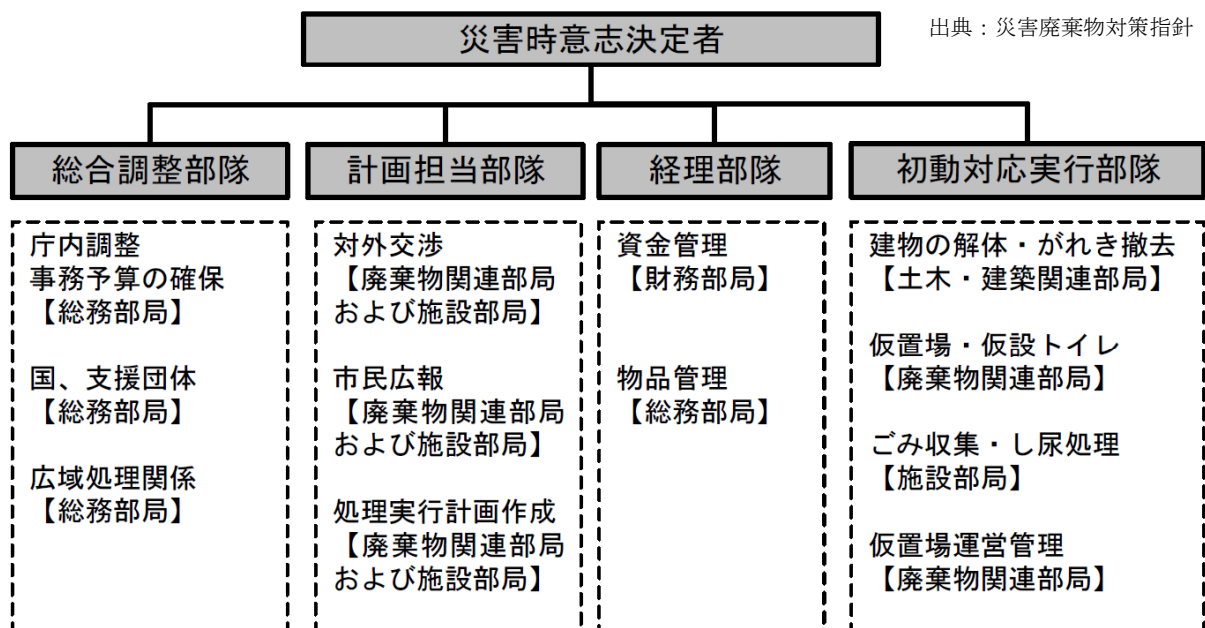 出典：災害廃棄物対策指針
災害時意志決定者
総合調整部隊
計画担当部隊
経理部隊
初動対応実行部隊
庁内調整
事務予算の確保
【総務部局】
国、支援団体
【総務部局】
広域処理関係
【総務部局】
対外交渉
【廃棄物関連部局
および施設部局】
市民広報
【廃棄物関連部局
および施設部局】
処理実行計画作成
【廃棄物関連部局
および施設部局】
資金管理
【財務部局】
物品管理
【総務部局】
建物の解体・がれき撤去
【土木・建築関連部局】
仮置場・仮設トイレ
【廃棄物関連部局】
ごみ収集・し尿処理
【施設部局】
仮置場運営管理
【廃棄物関連部局】